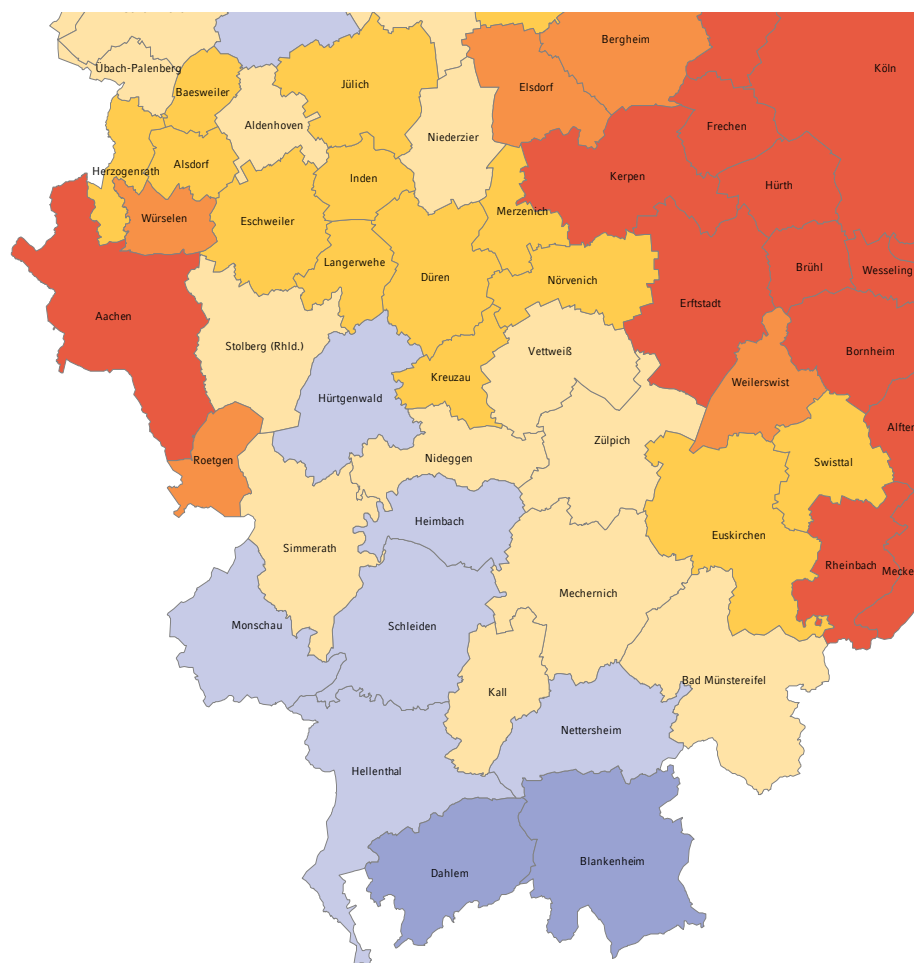 Bergheim
Köln
Übach-Palenberg
Jülich
Elsdorf
Baesweiler
Aldenhoven
Frechen
Niederzier
Alsdorf
Herzogenrath
Inden
Kerpen
Hürth
Würselen
Eschweiler
Merzenich
Langerwehe
Düren
Nörvenich
Brühl
Wesseling
Aachen
Erftstadt
Stolberg (Rhld.)
Vettweiß
Bornheim
Kreuzau
Weilerswist
Hürtgenwald
Zülpich
Alfter
Roetgen
Nideggen
Swisttal
Heimbach
Euskirchen
Simmerath
Rheinbach
Mecke
Mechernich
Monschau
Schleiden
Bad Münstereifel
Kall
Nettersheim
Hellenthal
Blankenheim
Dahlem